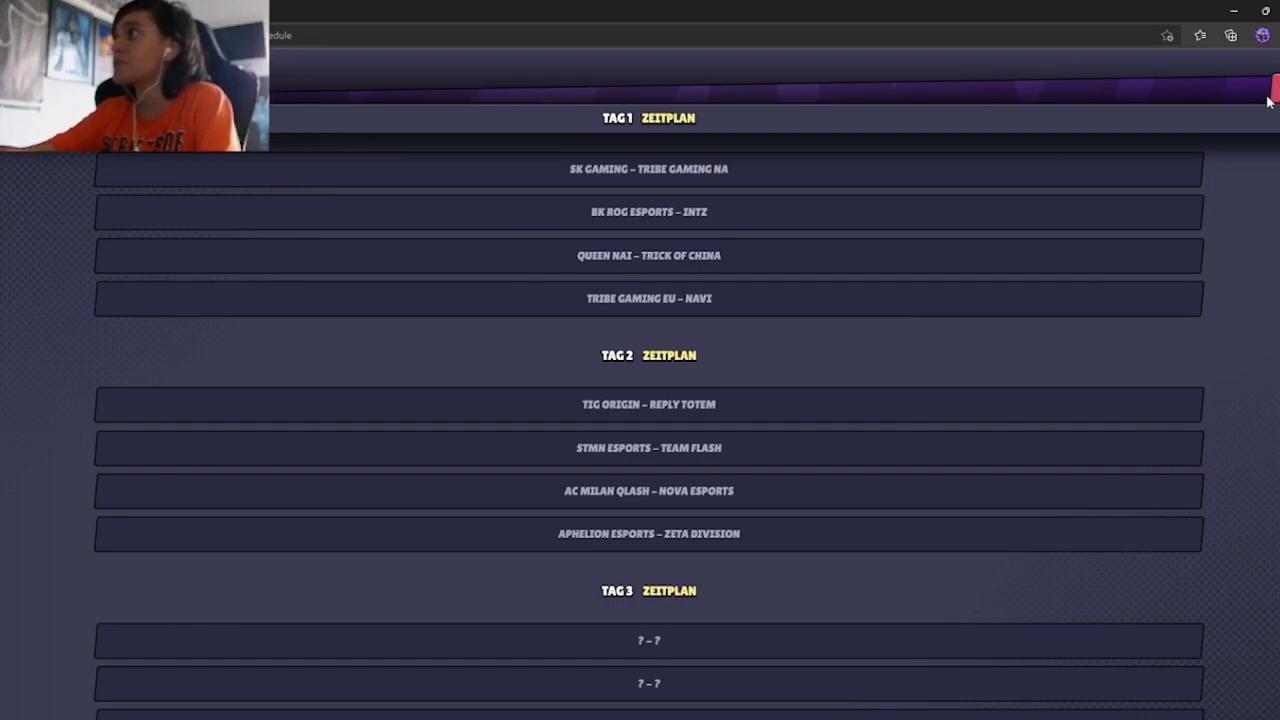 edule
TAG 1 ZEITPLAN
SK GAMING – TRIBE GAMING NA
BK ROG ESPORTS – INTZ
QUEEN NAI – TRICK OF CHINA
TRIBE GAMING EU – NAVI
TAG 2 ZEITPLAN
TIG ORIGIN – REPLY TOTEM
STMN ESPORTS – TEAM FLASH
AC MILAN QLASH – NOVA ESPORTS
APHELION ESPORTS – ZETA DIVISION
TAG 3 ZEITPLAN
? – ?
? – ?